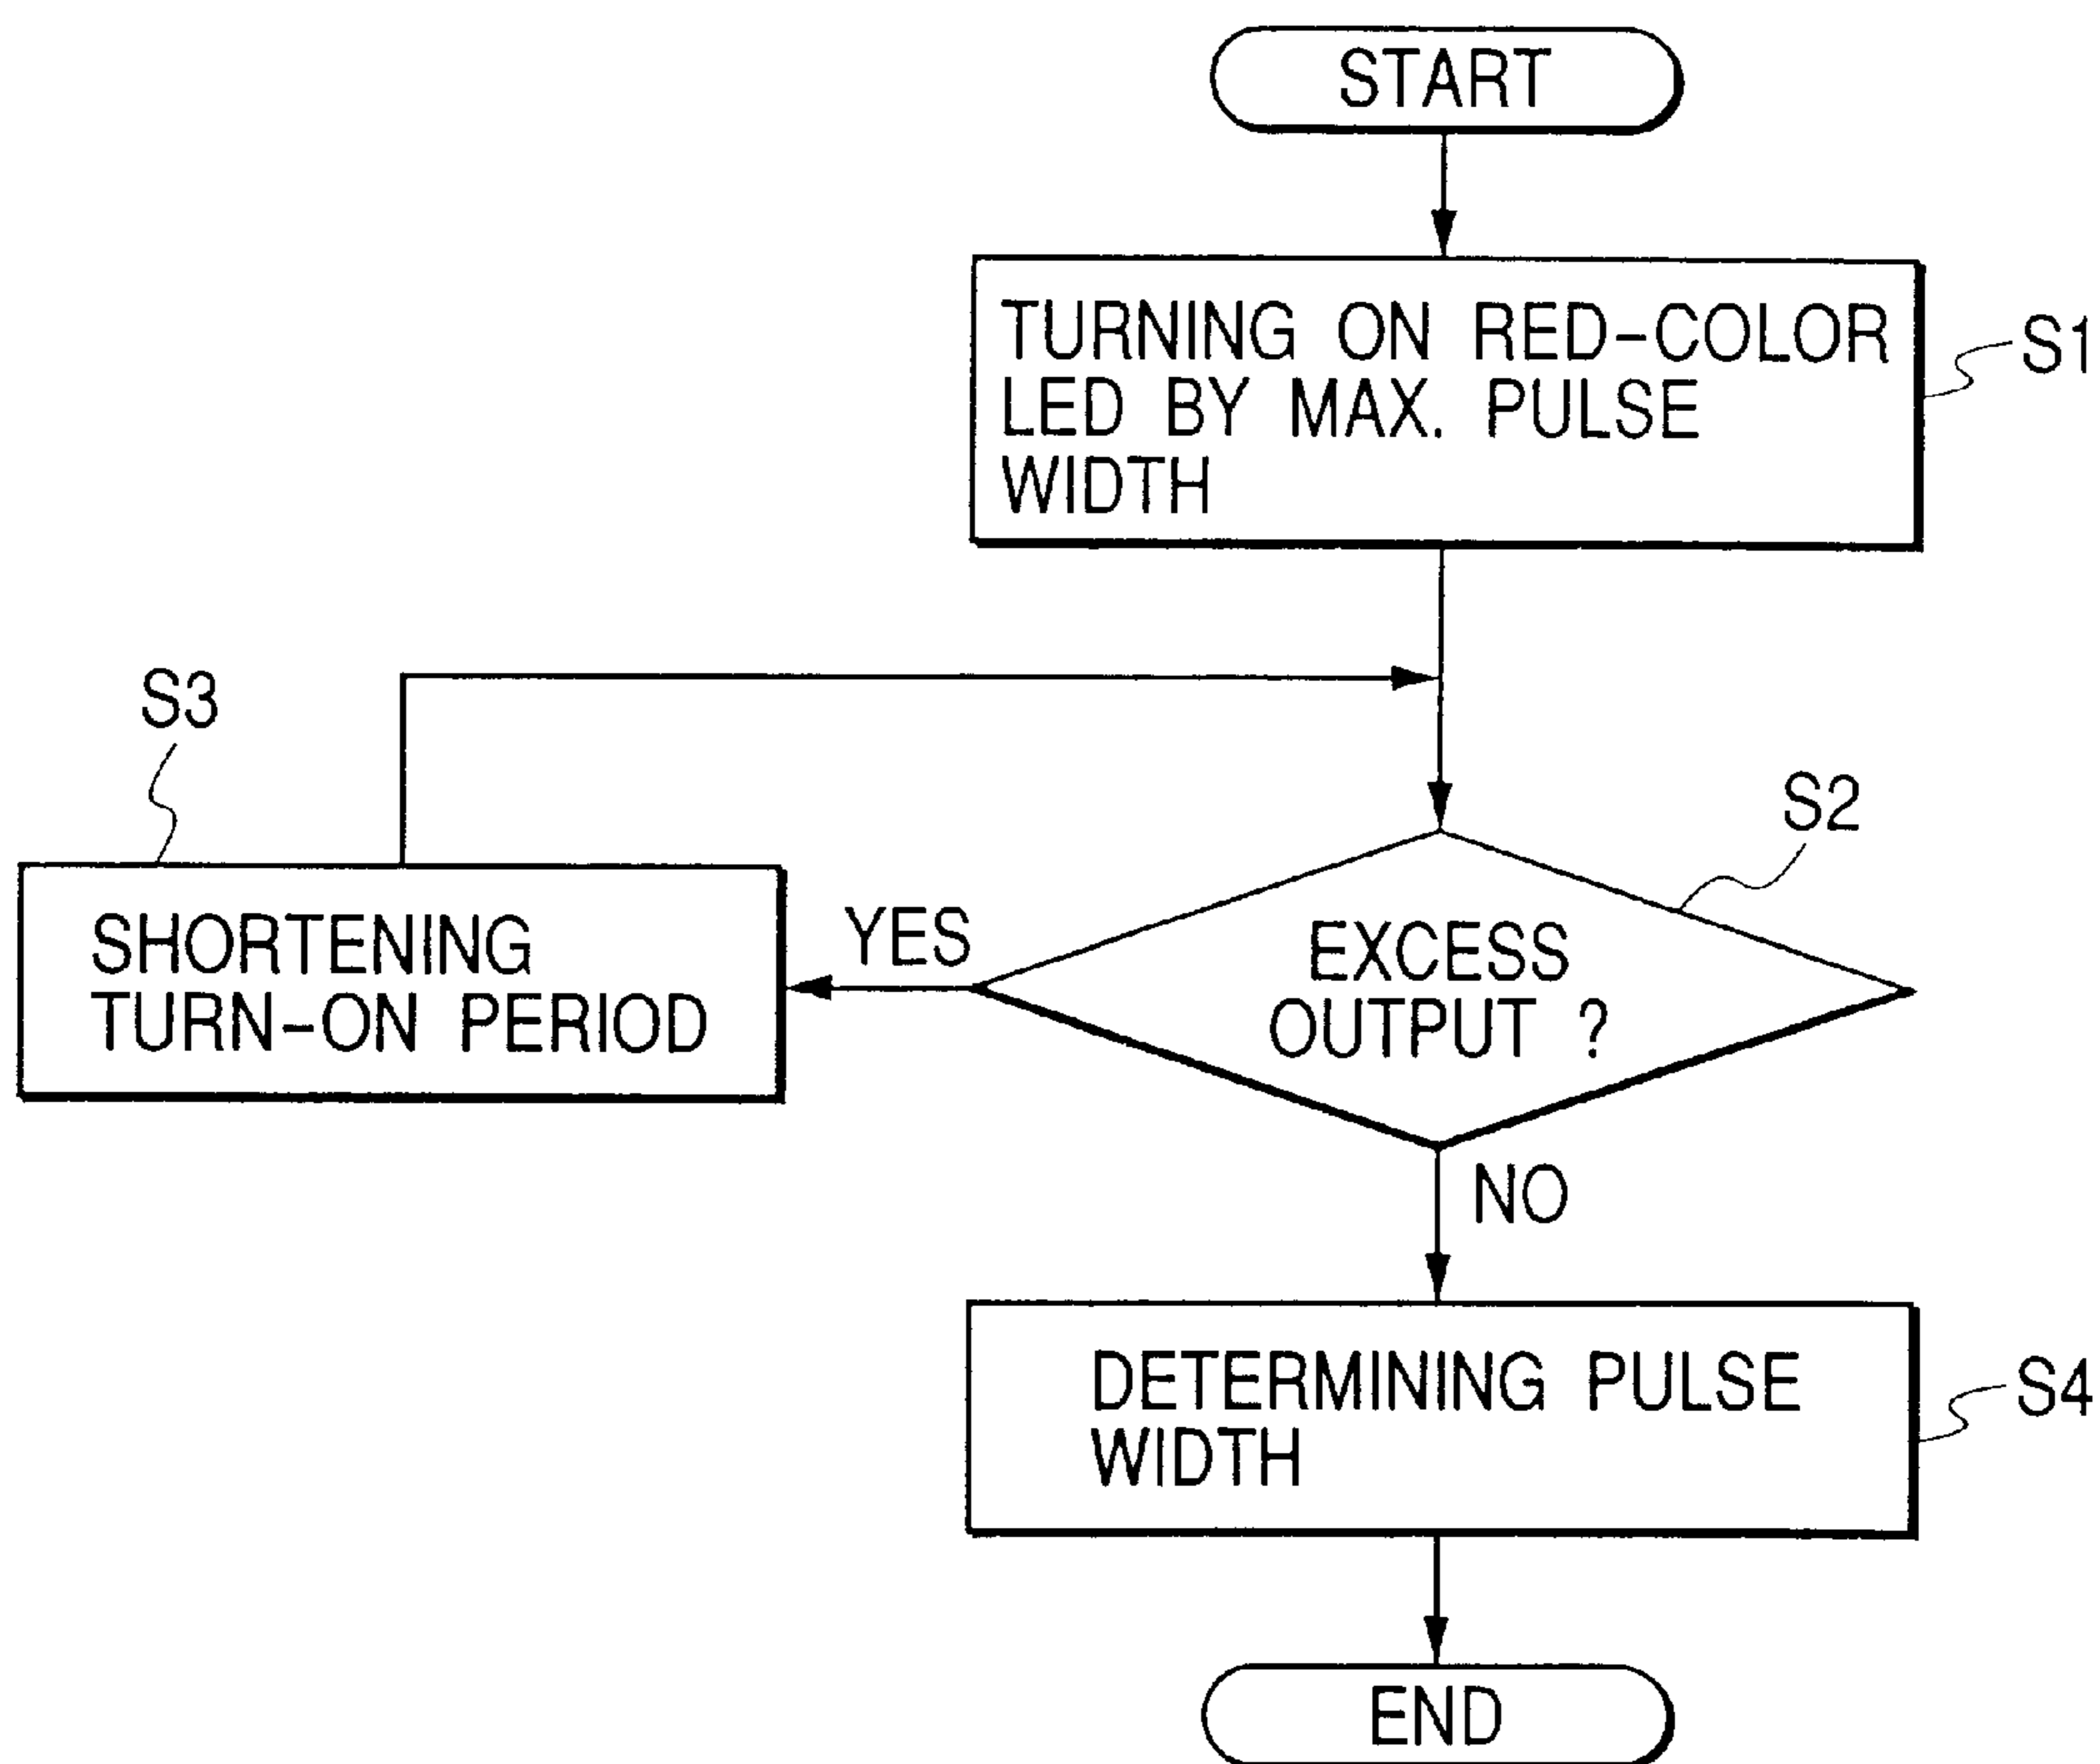 START
TURNING ON RED-COLOR
LED BY MAX. PULSE
WIDTH
S1
S3
S2
SHORTENING
TURN-ON PERIOD
YES
EXCESS
OUTPUT ?
NO
DETERMINING PULSE
WIDTH
S4
END